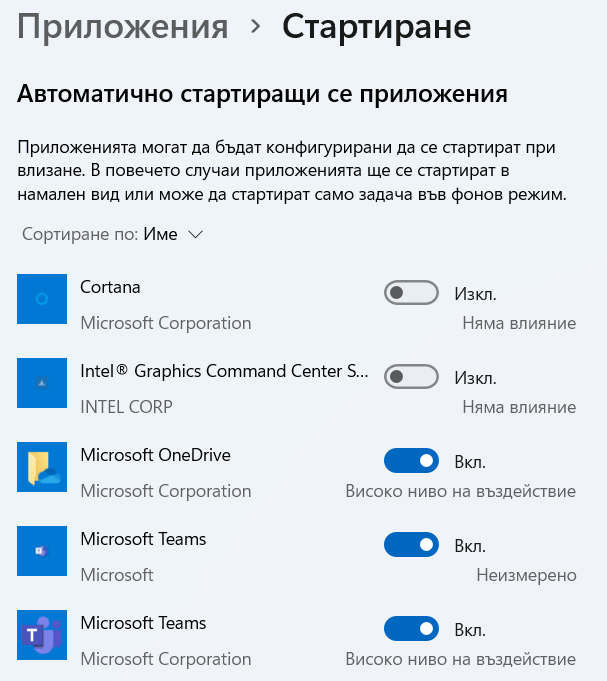 Приложения > Стартиране
Автоматично стартиращи се приложения
Приложенията могат да бъдат конфигурирани да се стартират при
влизане. В повечето случаи приложенията ще се стартират в
намален вид или може да стартират само задача във фонов режим.
Сортиране по: Име
Cortana
Изкл.
Microsoft Corporation
Няма влияние
Intel® Graphics Command Center S...
Изкл.
INTEL CORP
Няма влияние
Microsoft OneDrive
Вкл.
Microsoft Corporation
Високо ниво на въздействие
Microsoft Teams
Вкл.
Microsoft
Неизмерено
Microsoft Teams
Вкл.
Microsoft Corporation
Високо ниво на въздействие